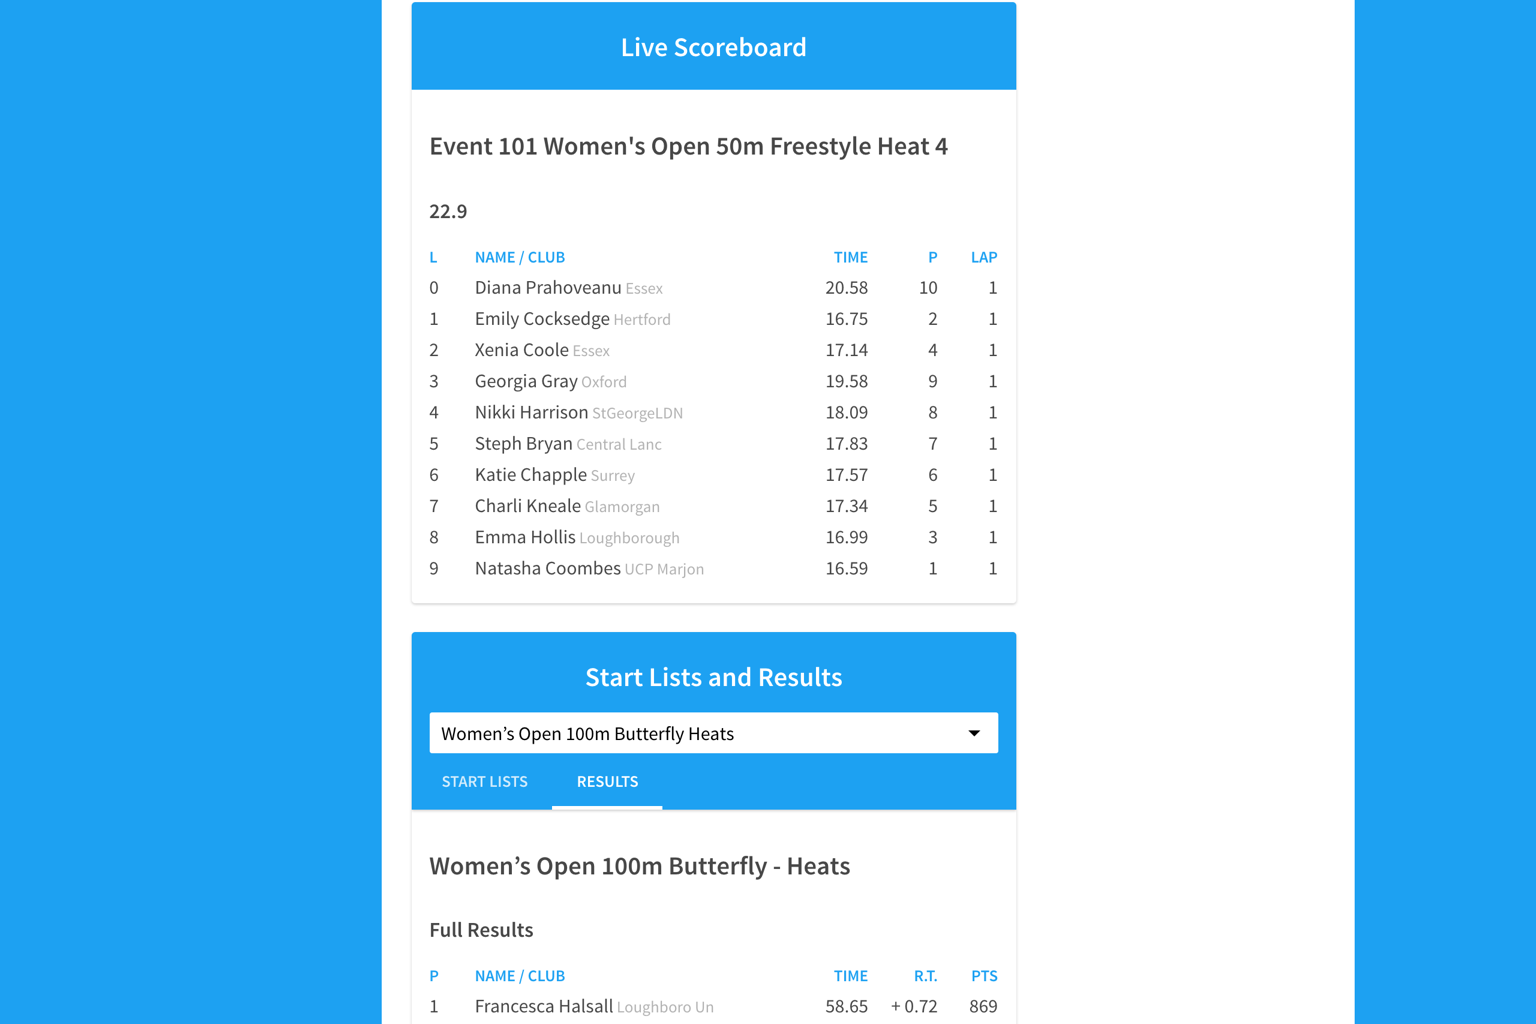 Live Scoreboard
Event 101 Women's Open 50m Freestyle Heat 4
22.9
L NAME / CLUB TIME P LAP
0 Diana Prahoveanu Essex 20.58 10 1
1 Emily Cocksedge Hertford 16.75 2 1
2 Xenia Coole Essex 17.14 4 1
3 Georgia Gray Oxford 19.58 9 1
4 Nikki Harrison StGeorgeLDN 18.09 8 1
5 Steph Bryan Central Lanc 17.83 7 1
6 Katie Chapple Surrey 17.57 6 1
7 Charli Kneale Glamorgan 17.34 5 1
8 Emma Hollis Loughborough 16.99 3 1
9 Natasha Coombes UCP Marjon 16.59 1 1
Start Lists and Results
Women’s Open 100m Butterfly Heats
START LISTS RESULTS
Women’s Open 100m Butterfly - Heats
Full Results
P NAME / CLUB TIME R.T. PTS
1 Francesca Halsall Loughboro Un 58.65 + 0.72 869